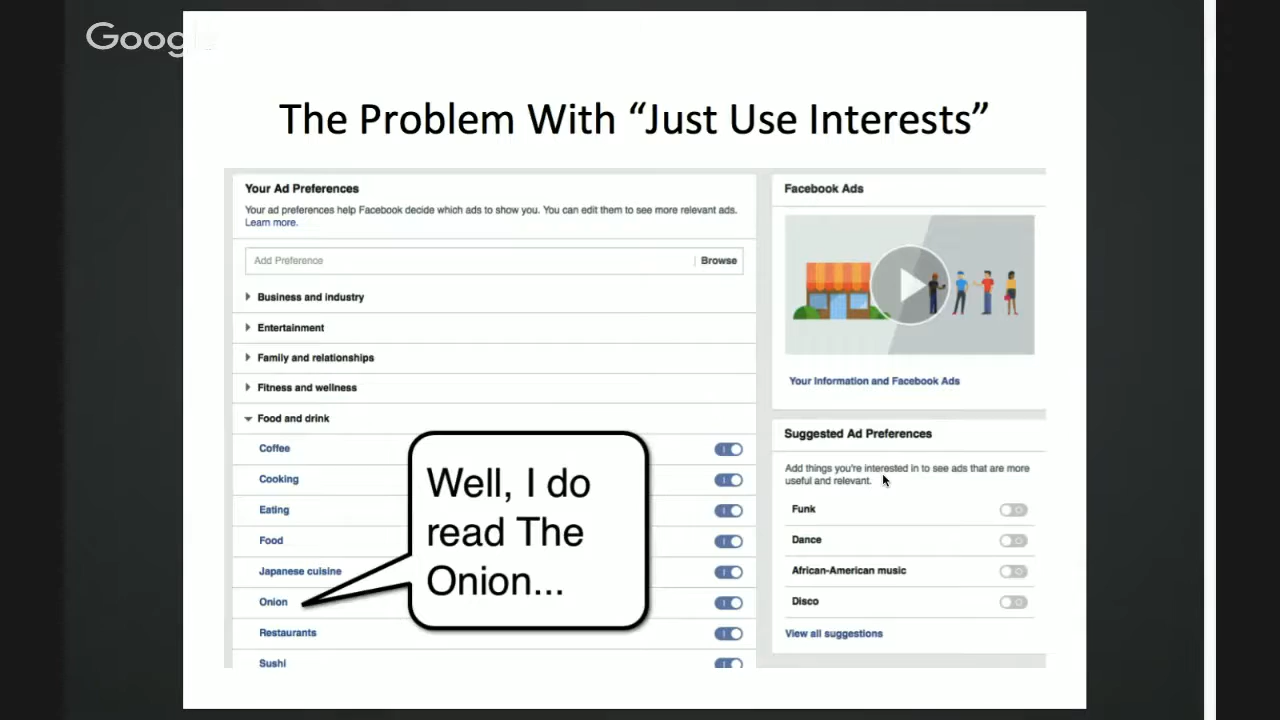 Google
The Problem With “Just Use Interests”
Your Ad Preferences
Your ad preferences help Facebook decide which ads to show you. You can edit them to see more relevant ads.
Learn more.
Add Preference
Browse
Business and industry
Entertainment
Family and relationships
Fitness and wellness
Food and drink
Coffee
Cooking
Eating
Food
Japanese cuisine
Onion
Restaurants
Sushi
Well, I do
read The
Onion...
Facebook Ads
Your Information and Facebook Ads
Suggested Ad Preferences
Add things you're interested in to see ads that are more
useful and relevant.
Funk
Dance
African-American music
Disco
View all suggestions